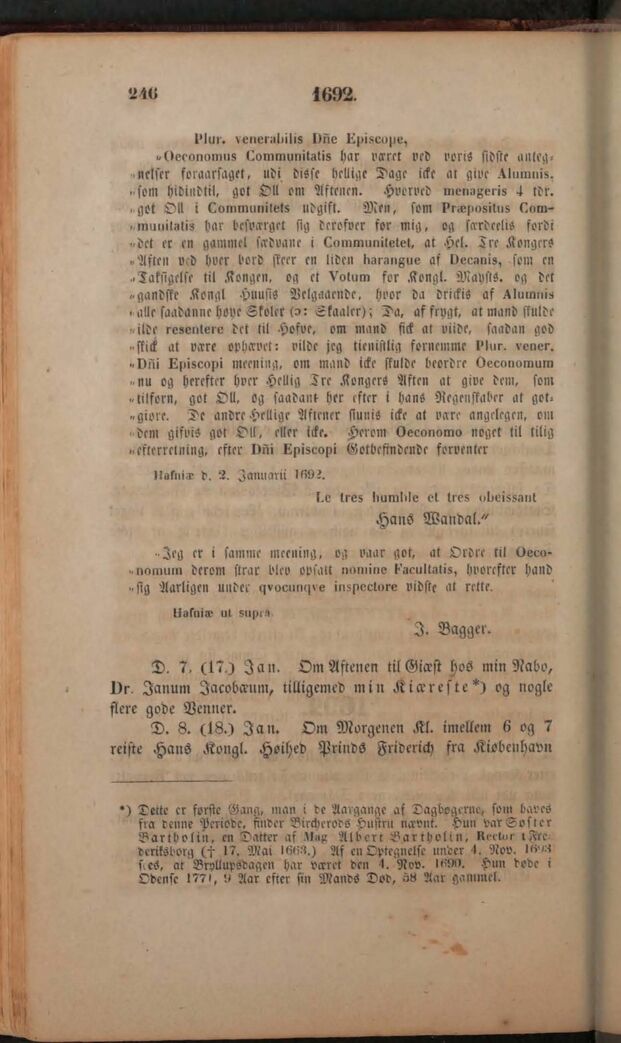 246
1692.
Plur. venerabilis Dñe Episcope,
„Oeconomus Communitatis har været ved voris sidste anteg-
„nelser foraarsaget, udi disse hellige Dage icke at give Alumnis,
„som hidindtil, got Oll om Aftenen. Hvorved menageris 4 tdr.
„got Oll i Communitets udgift. Men, som Præpositus Com-
„munitatis har besværget sig derofver for mig, og særdeelis fordi
„det er en gammel sædvane i Communitetet, at Hel. Tre Kongers
„Aften ved hver bord skeer en liden harangue af Decanis, som en
„Taksigelse til Kongen, og et Votum for Kongl. Maysts. og det
„gandske Kongl Huusis Velgaaende, hvor da drickis af Alumnis
„alle saadanne høye Skoler (ɔ: Skaaler); Da, af frygt, at mand skulde
„ilde resentere det til Hofve, om mand fick at viide, saadan god
„skick at være ophævet: vilde jeg tienistlig fornemme Plur. vener.
„Dñi Episcopi meening, om mand icke skulde beordre Oeconomum
„nu og herefter hver Hellig Tre Kongers Aften at give dem, som
„tilforn, got Oll, og saadant her efter i hans Regenskaber at got-
„giøre. De andre Hellige Aftener siunis icke at være angelegen, om
„dem gifvis got Oll, eller icke. Herom Oeconomo noget til tilig
„efterretning, efter Dñi Episcopi Gotbefindende forventer
Hafniæ d. 2. Januarii 1692.
Le tres humble et tres obeissant
Hans Wandal.“
„Jeg er i samme meening, og vaar got, at Ordre til Oeco-
„nomum derom strax blev opsatt nomine Facultatis, hvorefter hand
„sig Aarligen under qvocunqve inspectore vidste at rette.
Hafniæ ut supra.
J. Bagger.
D. 7. (17.) Jan. Om Aftenen til Giæst hos min Nabo,
Dr. Janum Jacobæum, tilligemed min Kiæreste*) og nogle
flere gode Venner.
D. 8. (18.) Jan. Om Morgenen Kl. imellem 6 og 7
reiste Hans Kongl. Høihed Prinds Friderich fra Kiøbenhavn
*) Dette er første Gang, man i de Aargange af Dagbøgerne, som haves
fra denne Periode, finder Bircherods Hustru nævnt. Hun var Søster
Bartholin, en Datter af Mag Albert Bartholin, Rector i Fre-
deriksborg († 17. Mai 1663.) Af en Optegnelse under 4. Nov. 1693
sees, at Bryllupsdagen har været den 4. Nov. 1690. Hun døde i
Odense 1771, 9 Aar efter sin Mands Død, 58 Aar gammel.